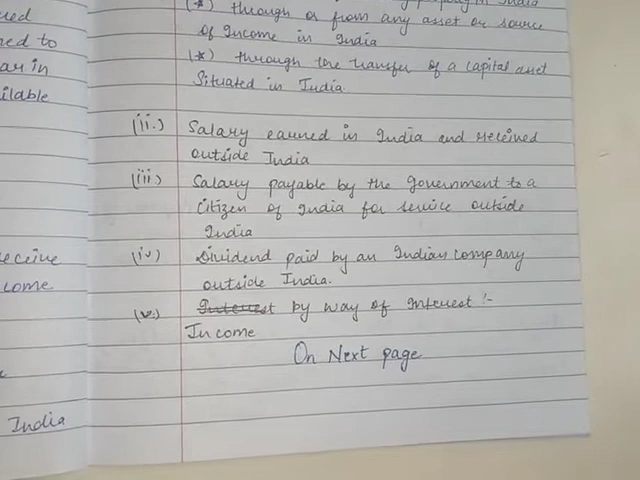 ued
ned to
ar in
ilable
eceive
come
India
(*) through or from any asset or source
of Income in India
(*) through the transfer of a capital asset
Situated in India.
(ii.) Salary earned in India and received
outside India
(iii) Salary payable by the Government to a
Citizen of India for service outside
India
(iv) Dividend paid by an Indian company
outside India.
(v.) Interest by way of Interest :-
Income
On Next page